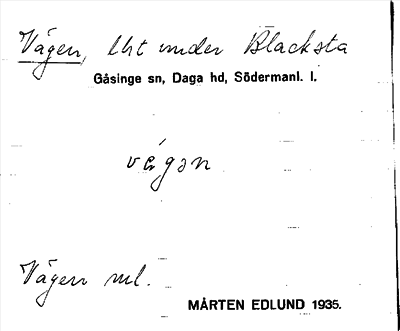 Vägen, lht under Blacksta
Gåsinge sn, Daga hd, Södermanl. l.
vägən
Vägen ml.
MÅRTEN EDLUND 1935.